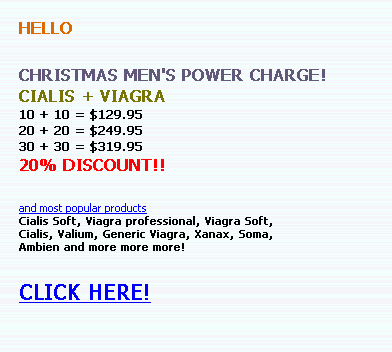 HELLO
CHRISTMAS MEN'S POWER CHARGE!
CIALIS + VIAGRA
10 + 10 = $129.95
20 + 20 = $249.95
30 + 30 = $319.95
20% DISCOUNT!!
and most popular products
Cialis Soft, Viagra professional, Viagra Soft,
Cialis, Valium, Generic Viagra, Xanax, Soma,
Ambien and more more more!
CLICK HERE!